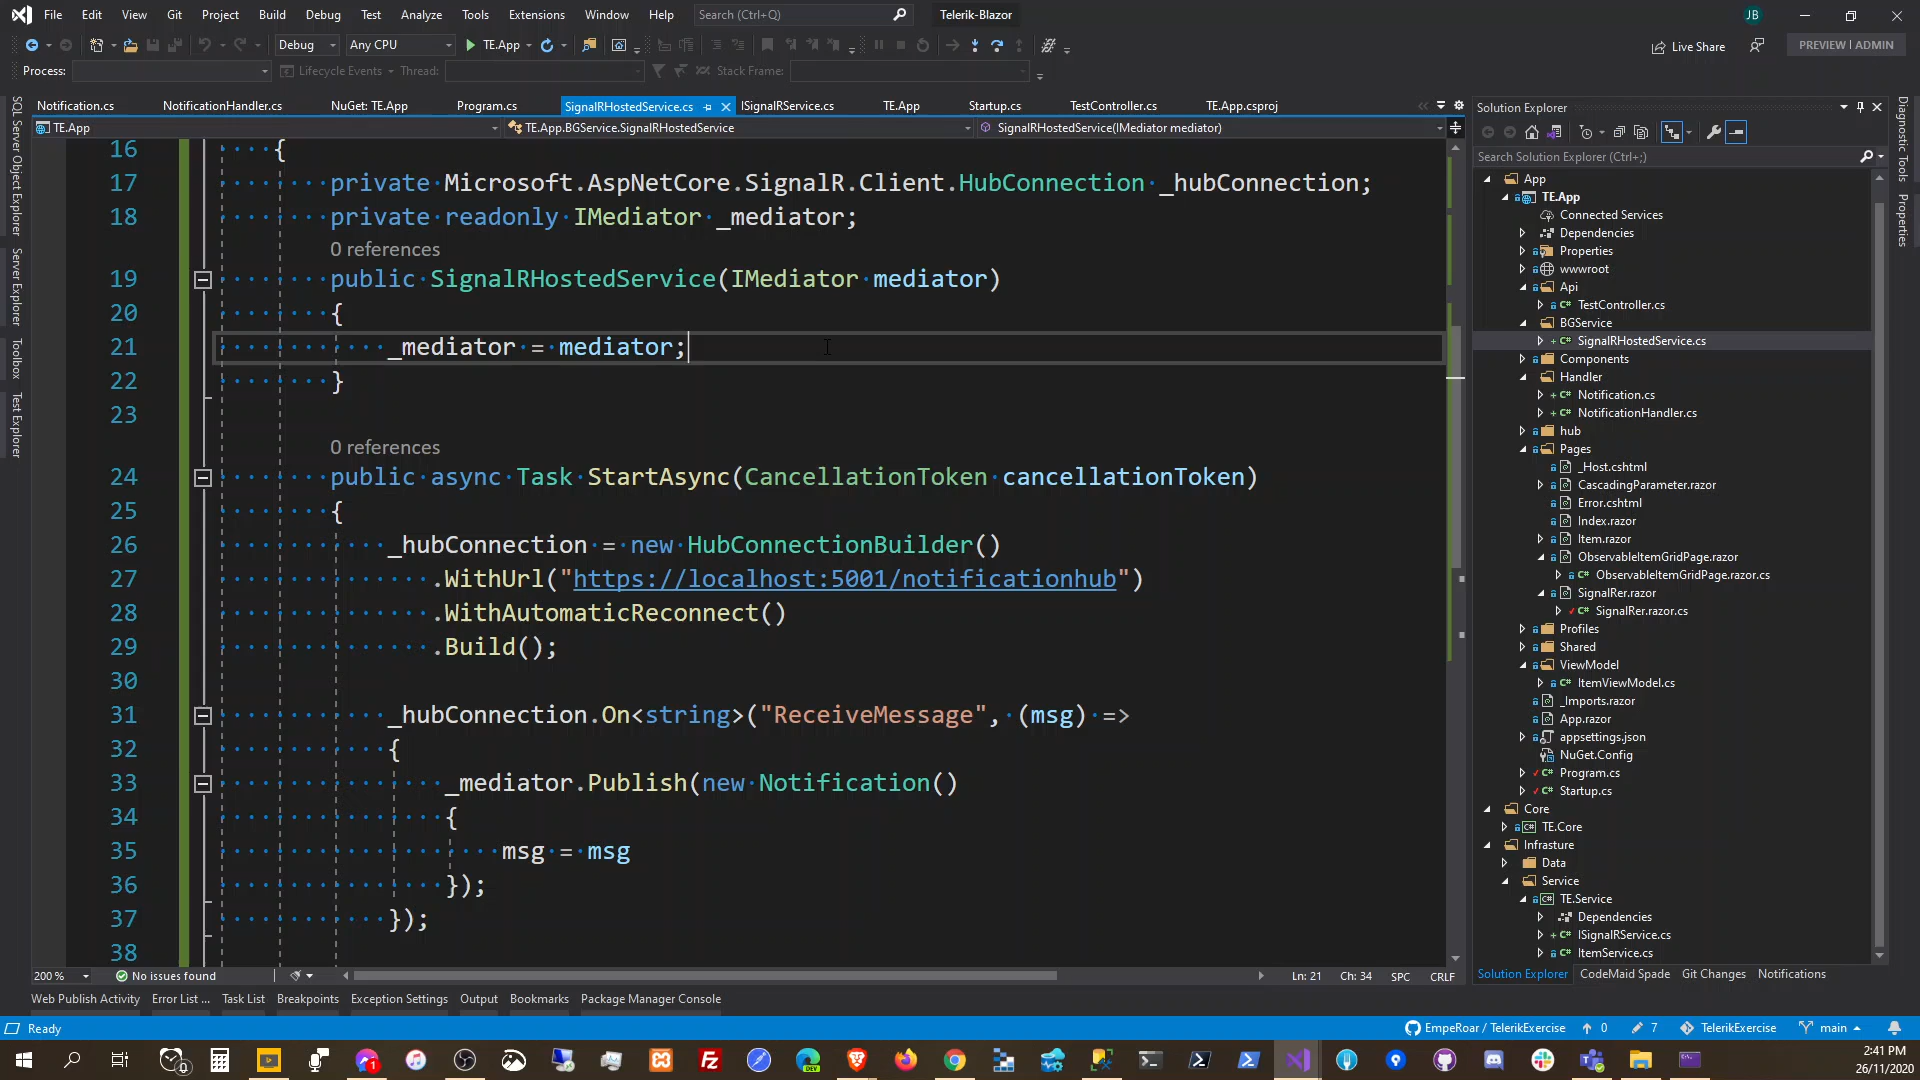 File Edit View Git Project Build Debug Test Analyze Tools Extensions Window Help Search (Ctrl+Q) Telerik-Blazor JB
Debug Any CPU TE.App Live Share PREVIEW | ADMIN
Process: Lifecycle Events Thread: Stack Frame:
Notification.cs NotificationHandler.cs NuGet: TE.App Program.cs SignalRHostedService.cs ISignalRService.cs TE.App Startup.cs TestController.cs TE.App.csproj
TE.App TE.App.BGService.SignalRHostedService SignalRHostedService(IMediator mediator)
SQL Server Object Explorer
Server Explorer
Toolbox
Test Explorer
16 {
17 private Microsoft.AspNetCore.SignalR.Client.HubConnection _hubConnection;
18 private readonly IMediator _mediator;
0 references
19 public SignalRHostedService(IMediator mediator)
20 {
21 _mediator = mediator;
22 }
23
0 references
24 public async Task StartAsync(CancellationToken cancellationToken)
25 {
26 _hubConnection = new HubConnectionBuilder()
27 .WithUrl("https://localhost:5001/notificationhub")
28 .WithAutomaticReconnect()
29 .Build();
30
31 _hubConnection.On<string>("ReceiveMessage", (msg) =>
32 {
33 _mediator.Publish(new Notification()
34 {
35 msg = msg
36 });
37 });
38
200 % No issues found Ln: 21 Ch: 34 SPC CRLF
Solution Explorer
Search Solution Explorer (Ctrl+;)
App
TE.App
Connected Services
Dependencies
Properties
wwwroot
Api
TestController.cs
BGService
SignalRHostedService.cs
Components
Handler
Notification.cs
NotificationHandler.cs
hub
Pages
_Host.cshtml
CascadingParameter.razor
Error.cshtml
Index.razor
Item.razor
ObservableItemGridPage.razor
ObservableItemGridPage.razor.cs
SignalRer.razor
SignalRer.razor.cs
Profiles
Shared
ViewModel
ItemViewModel.cs
_Imports.razor
App.razor
appsettings.json
NuGet.Config
Program.cs
Startup.cs
Core
TE.Core
Infrasture
Data
Service
TE.Service
Dependencies
ISignalRService.cs
ItemService.cs
Solution Explorer CodeMaid Spade Git Changes Notifications
Diagnostic Tools
Properties
Web Publish Activity Error List ... Task List Breakpoints Exception Settings Output Bookmarks Package Manager Console
Ready EmpeRoar / TelerikExercise 0 7 TelerikExercise main
2:41 PM
26/11/2020